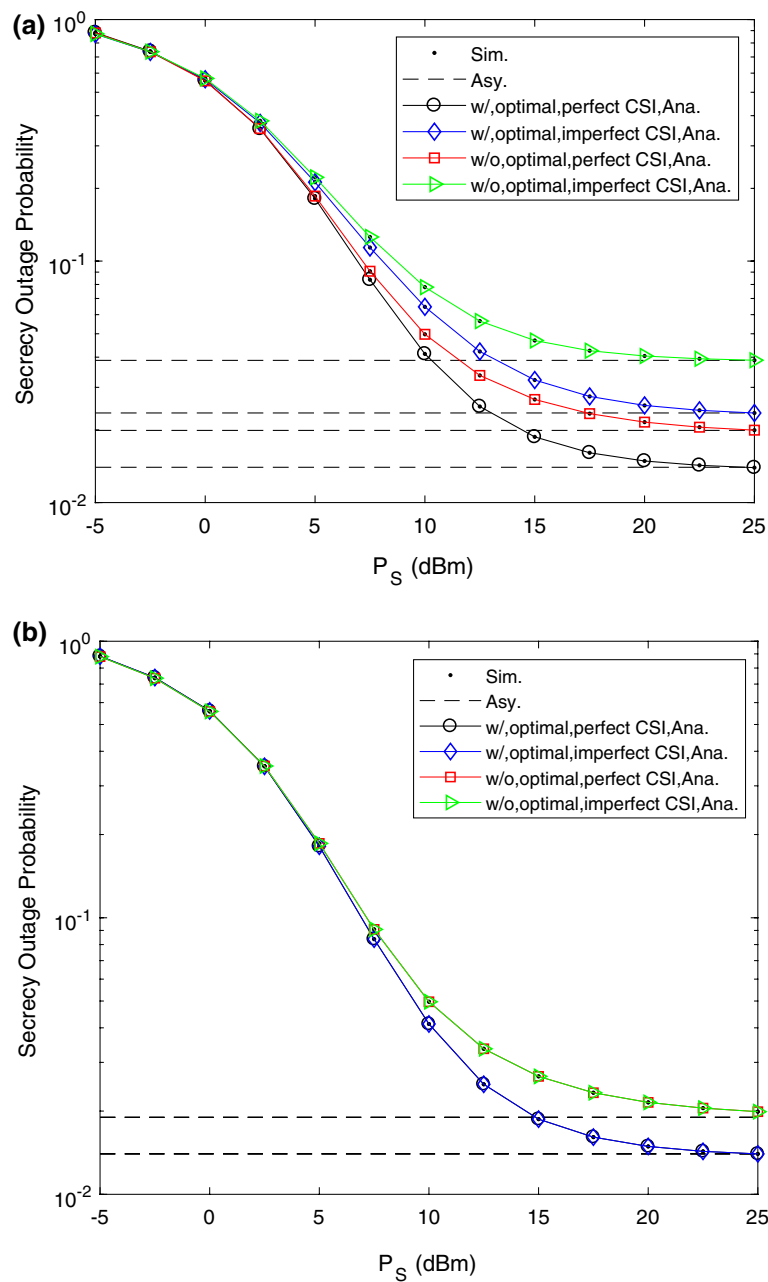 (a)
10^0
10^-1
10^-2
Secrecy Outage Probability
Sim.
Asy.
w/,optimal,perfect CSI,Ana.
w/,optimal,imperfect CSI,Ana.
w/o,optimal,perfect CSI,Ana.
w/o,optimal,imperfect CSI,Ana.
-5 0 5 10 15 20 25
P_S (dBm)
(b)
10^0
10^-1
10^-2
Secrecy Outage Probability
Sim.
Asy.
w/,optimal,perfect CSI,Ana.
w/,optimal,imperfect CSI,Ana.
w/o,optimal,perfect CSI,Ana.
w/o,optimal,imperfect CSI,Ana.
-5 0 5 10 15 20 25
P_S (dBm)